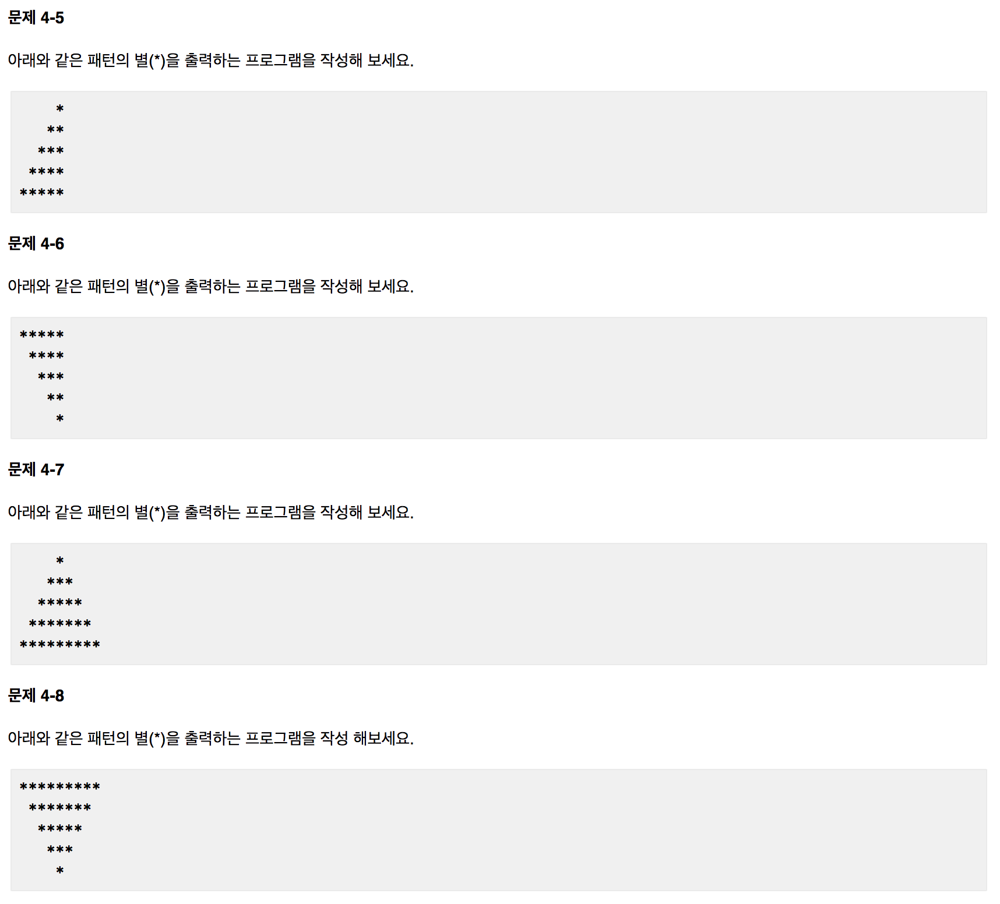 문제 4-5
아래와 같은 패턴의 별(*)을 출력하는 프로그램을 작성해 보세요.
    *
   **
  ***
 ****
*****
문제 4-6
아래와 같은 패턴의 별(*)을 출력하는 프로그램을 작성해 보세요.
*****
 ****
  ***
   **
    *
문제 4-7
아래와 같은 패턴의 별(*)을 출력하는 프로그램을 작성해 보세요.
    *
   ***
  *****
 *******
*********
문제 4-8
아래와 같은 패턴의 별(*)을 출력하는 프로그램을 작성 해보세요.
*********
 *******
  *****
   ***
    *